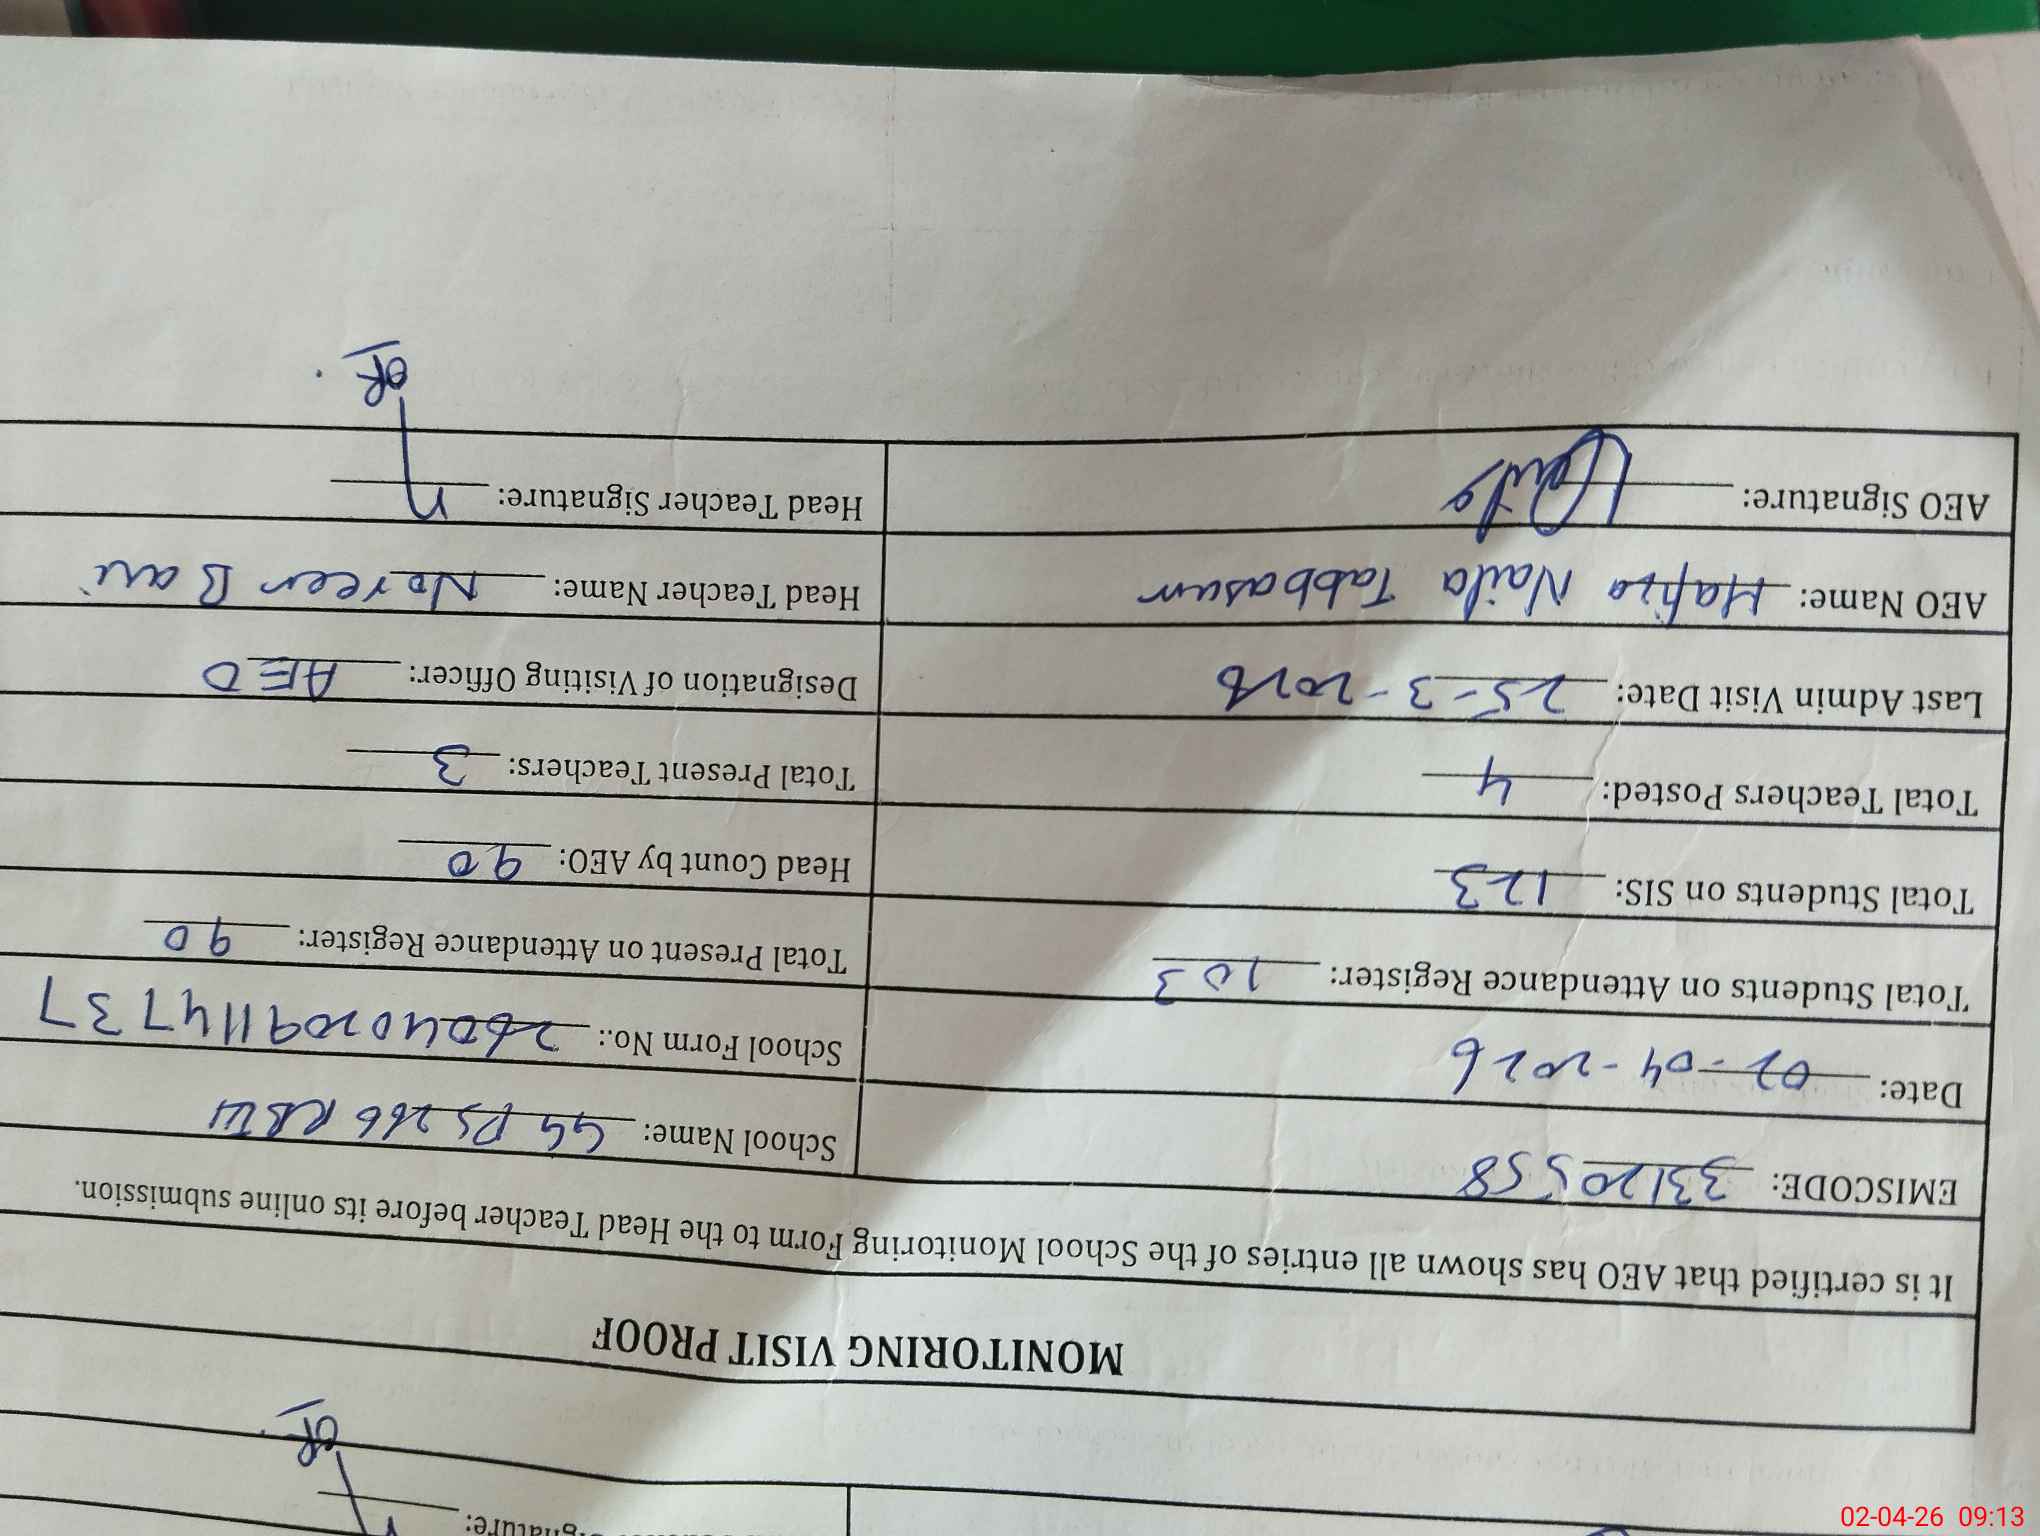 MONITORING VISIT PROOF
It is certified that AEO has shown all entries of the School Monitoring Form to the Head Teacher before its online submission.
EMISCODE: 33120558 School Name: GG PS 266 RB III
Date: 02-04-2026 School Form No.: 26040209114737
Total Students on Attendance Register: 103 Total Present on Attendance Register: 90
Total Students on SIS: 123 Head Count by AEO: 90
Total Teachers Posted: 4 Total Present Teachers: 3
Last Admin Visit Date: 25-3-2026 Designation of Visiting Officer: AEO
AEO Name: Hafiza Naila Tabbasum Head Teacher Name: Noreen Bari
AEO Signature: Head Teacher Signature:
02-04-26 09:13